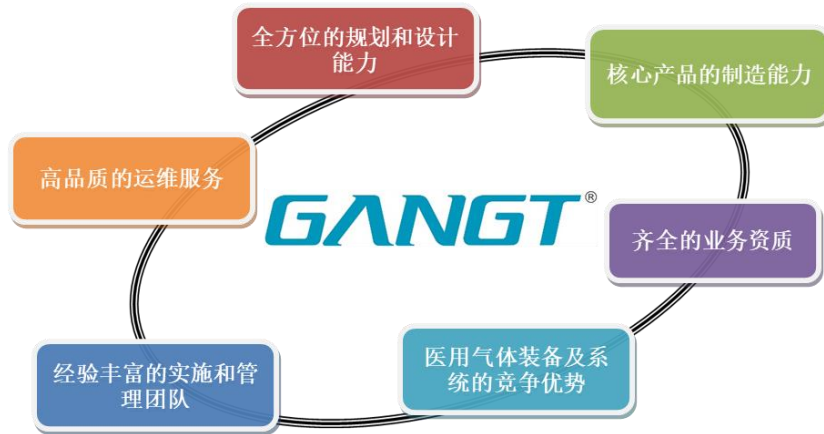 全方位的规划和设计
能力
核心产品的制造能力
高品质的运维服务
GANGT®
齐全的业务资质
医用气体装备及系
统的竞争优势
经验丰富的实施和管
理团队